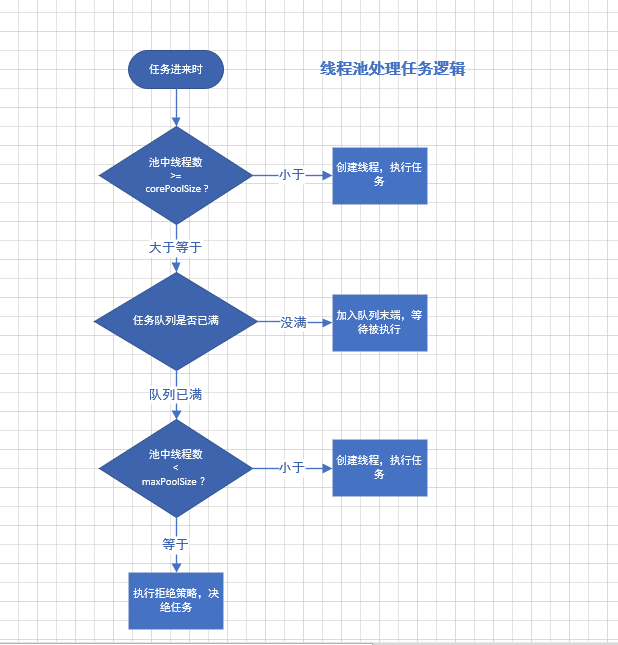 线程池处理任务逻辑
任务进来时
池中线程数
>=
corePoolSize ?
小于
创建线程，执行任
务
大于等于
任务队列是否已满
没满
加入队列末端，等
待被执行
队列已满
池中线程数
<
maxPoolSize ?
小于
创建线程，执行任
务
等于
执行拒绝策略，决
绝任务